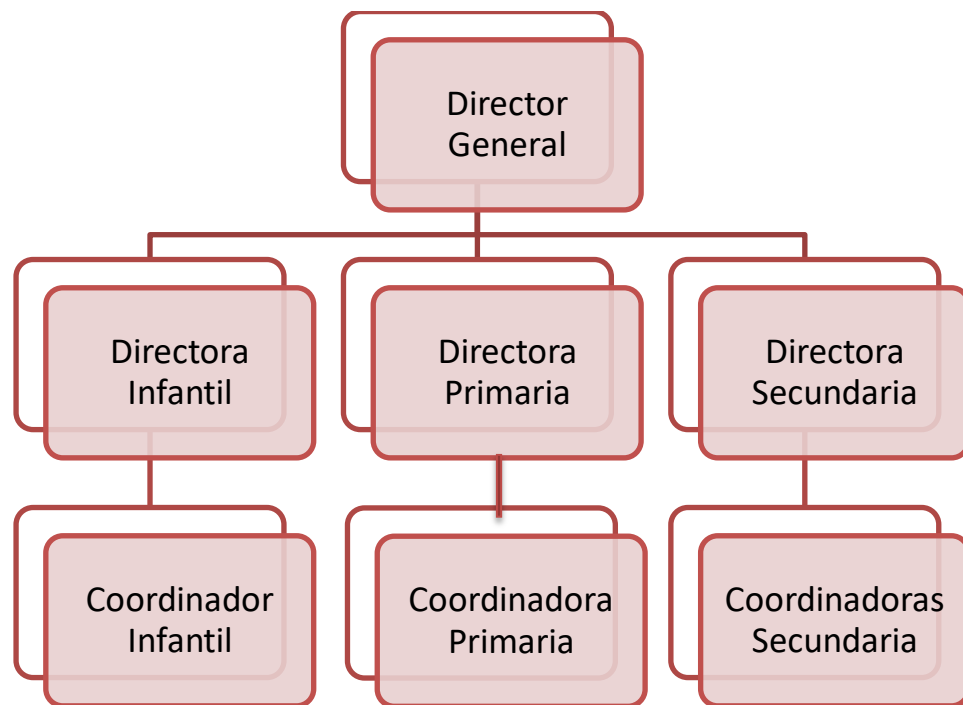 Director
General
Directora
Infantil
Directora
Primaria
Directora
Secundaria
Coordinador
Infantil
Coordinadora
Primaria
Coordinadoras
Secundaria